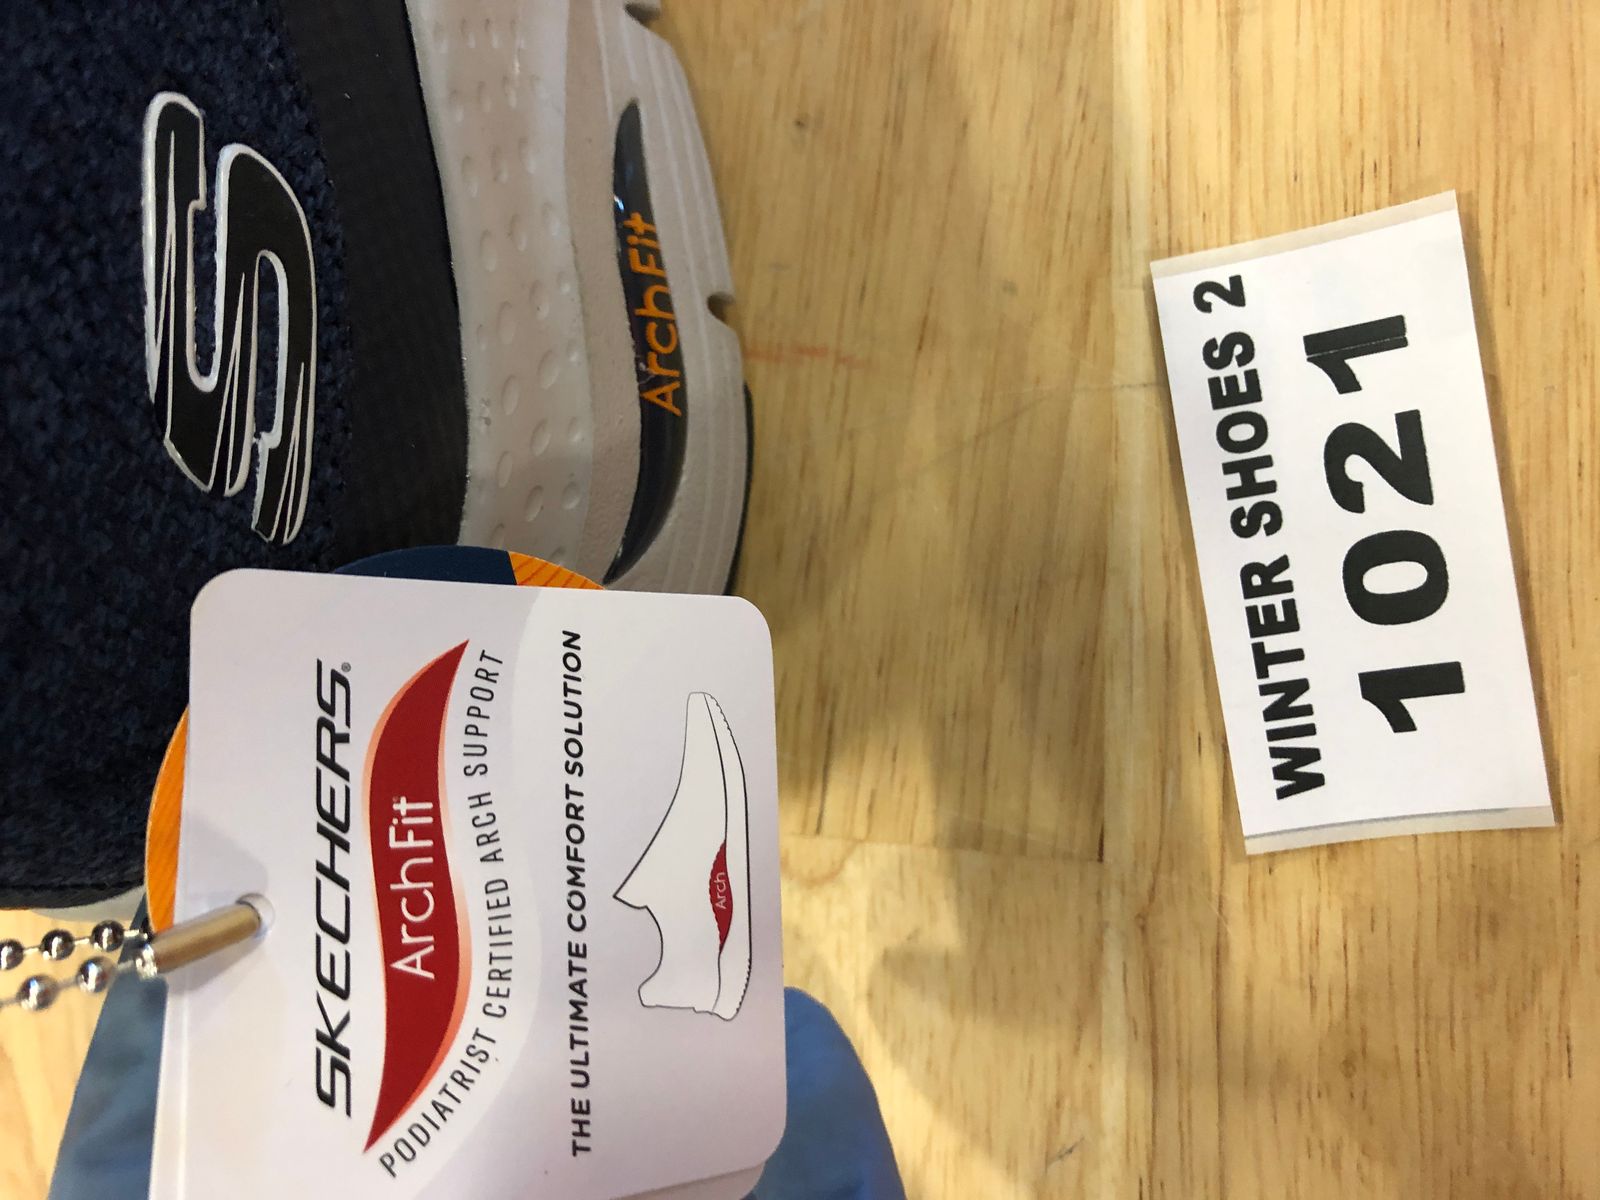 S
ArchFit
SKECHERS®
ArchFit
PODIATRIST CERTIFIED ARCH SUPPORT
THE ULTIMATE COMFORT SOLUTION
Arch
WINTER SHOES 2
1021